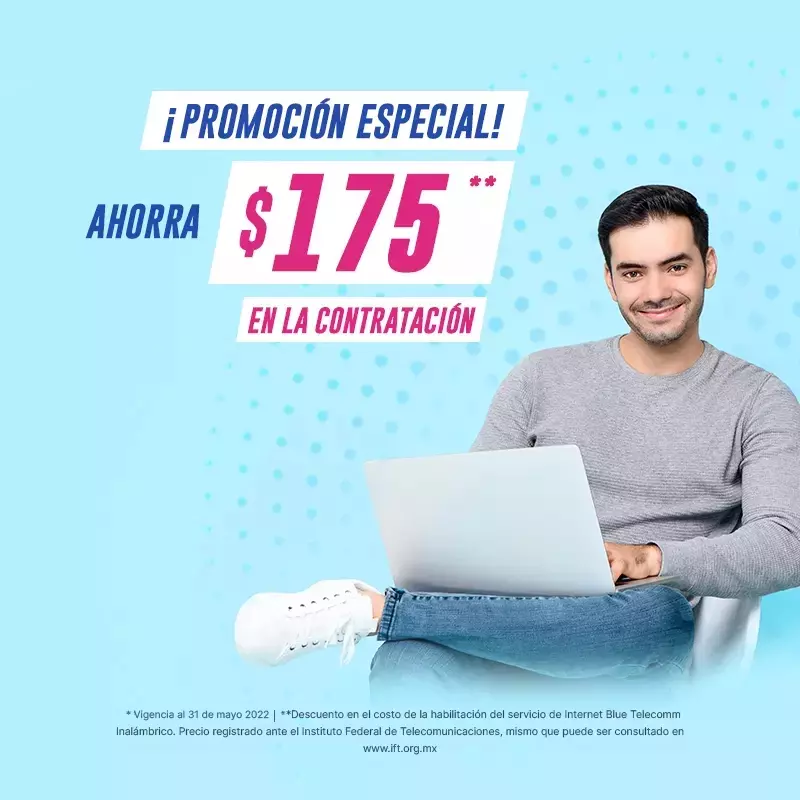 ¡PROMOCIÓN ESPECIAL!
AHORRA $175**
EN LA CONTRATACIÓN
* Vigencia al 31 de mayo 2022 | **Descuento en el costo de la habilitación del servicio de Internet Blue Telecomm
Inalámbrico. Precio registrado ante el Instituto Federal de Telecomunicaciones, mismo que puede ser consultado en
www.ift.org.mx